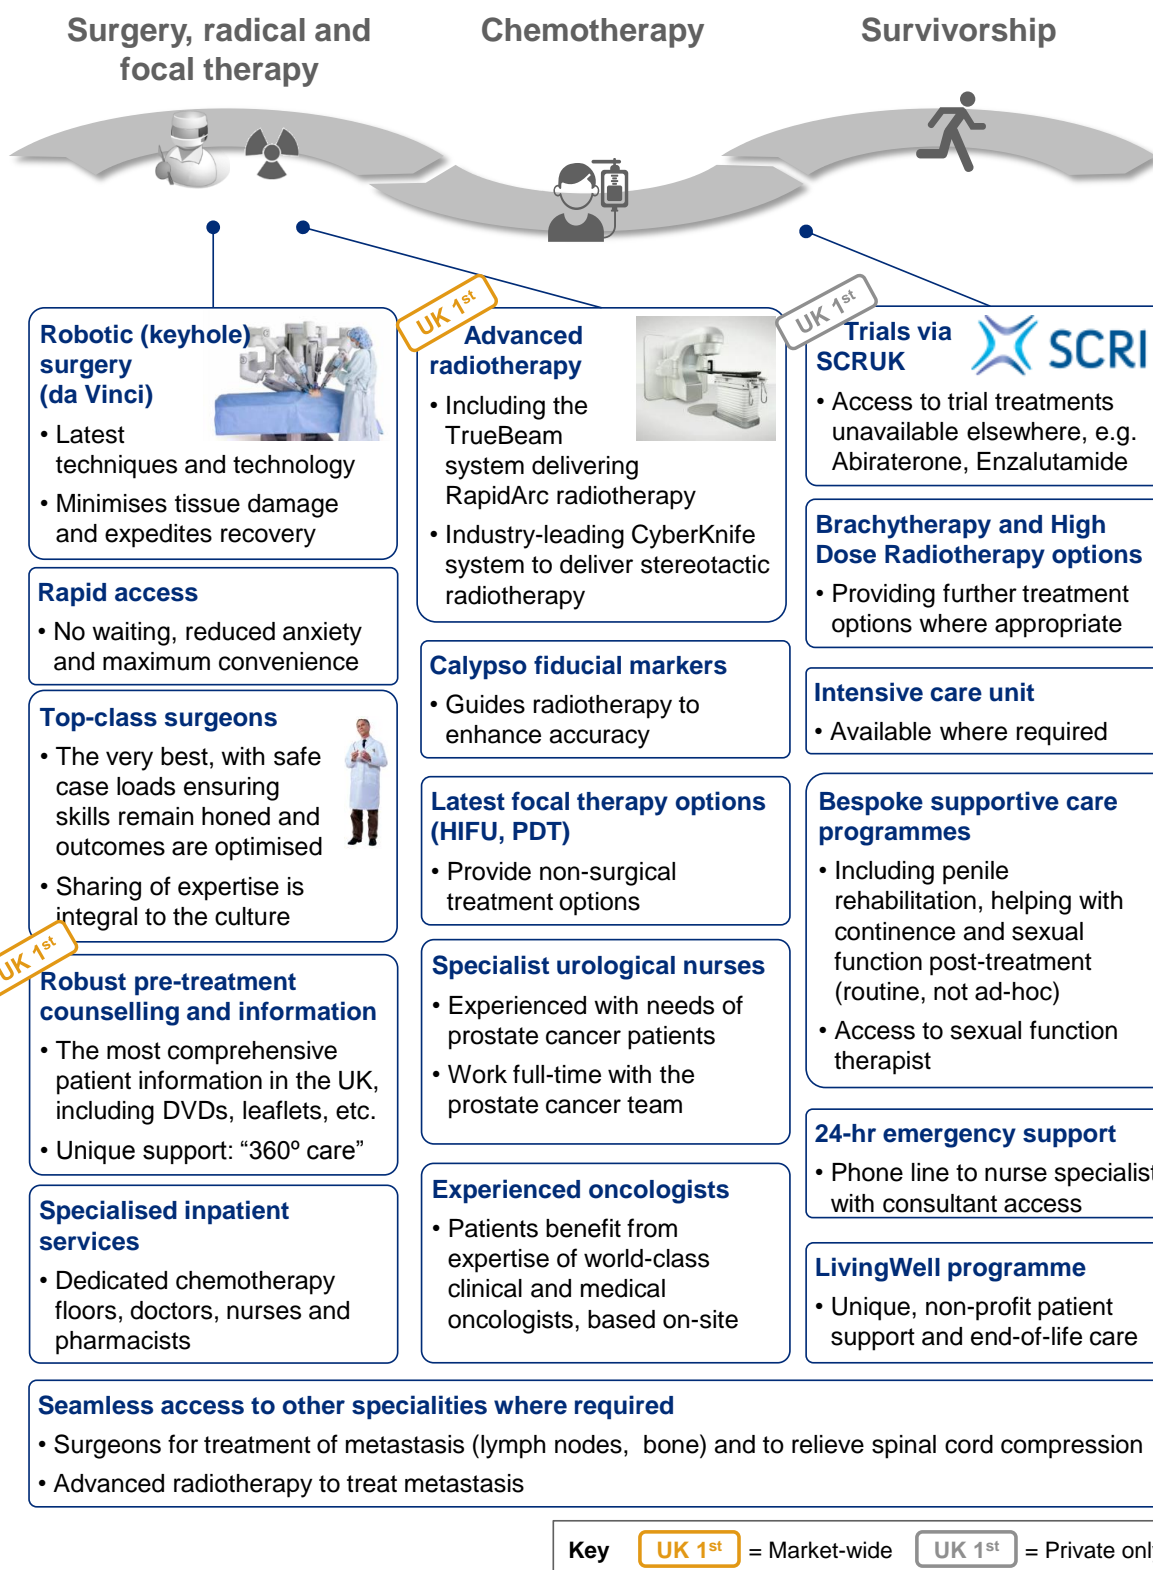 Surgery, radical and
focal therapy
Chemotherapy
Survivorship
Robotic (keyhole)
surgery
(da Vinci)
• Latest
techniques and technology
• Minimises tissue damage
and expedites recovery
Rapid access
• No waiting, reduced anxiety
and maximum convenience
Top-class surgeons
• The very best, with safe
case loads ensuring
skills remain honed and
outcomes are optimised
• Sharing of expertise is
integral to the culture
UK 1st
Robust pre-treatment
counselling and information
• The most comprehensive
patient information in the UK,
including DVDs, leaflets, etc.
• Unique support: “360º care”
Specialised inpatient
services
• Dedicated chemotherapy
floors, doctors, nurses and
pharmacists
UK 1st
Advanced
radiotherapy
• Including the
TrueBeam
system delivering
RapidArc radiotherapy
• Industry-leading CyberKnife
system to deliver stereotactic
radiotherapy
Calypso fiducial markers
• Guides radiotherapy to
enhance accuracy
Latest focal therapy options
(HIFU, PDT)
• Provide non-surgical
treatment options
Specialist urological nurses
• Experienced with needs of
prostate cancer patients
• Work full-time with the
prostate cancer team
Experienced oncologists
• Patients benefit from
expertise of world-class
clinical and medical
oncologists, based on-site
UK 1st
Trials via
SCRUK
SCRI
• Access to trial treatments
unavailable elsewhere, e.g.
Abiraterone, Enzalutamide
Brachytherapy and High
Dose Radiotherapy options
• Providing further treatment
options where appropriate
Intensive care unit
• Available where required
Bespoke supportive care
programmes
• Including penile
rehabilitation, helping with
continence and sexual
function post-treatment
(routine, not ad-hoc)
• Access to sexual function
therapist
24-hr emergency support
• Phone line to nurse specialist
with consultant access
LivingWell programme
• Unique, non-profit patient
support and end-of-life care
Seamless access to other specialities where required
• Surgeons for treatment of metastasis (lymph nodes, bone) and to relieve spinal cord compression
• Advanced radiotherapy to treat metastasis
Key UK 1st = Market-wide UK 1st = Private only